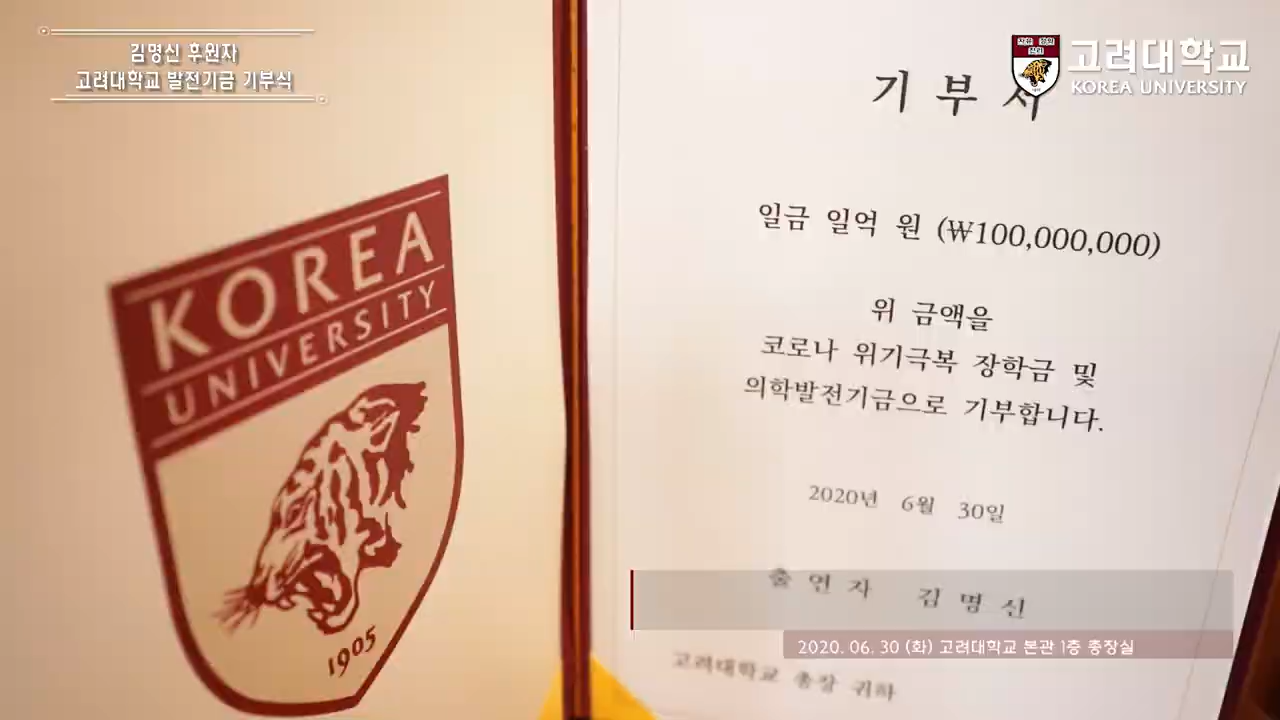 김명신 후원자
고려대학교 발전기금 기부식
고려대학교
KOREA UNIVERSITY
KOREA
UNIVERSITY
1905
기 부 서
일금 일억 원 (₩100,000,000)
위 금액을
코로나 위기극복 장학금 및
의학발전기금으로 기부합니다.
2020년 6월 30일
출 연 자 김 명 신
2020. 06. 30 (화) 고려대학교 본관 1층 총장실
고려대학교 총장 귀하